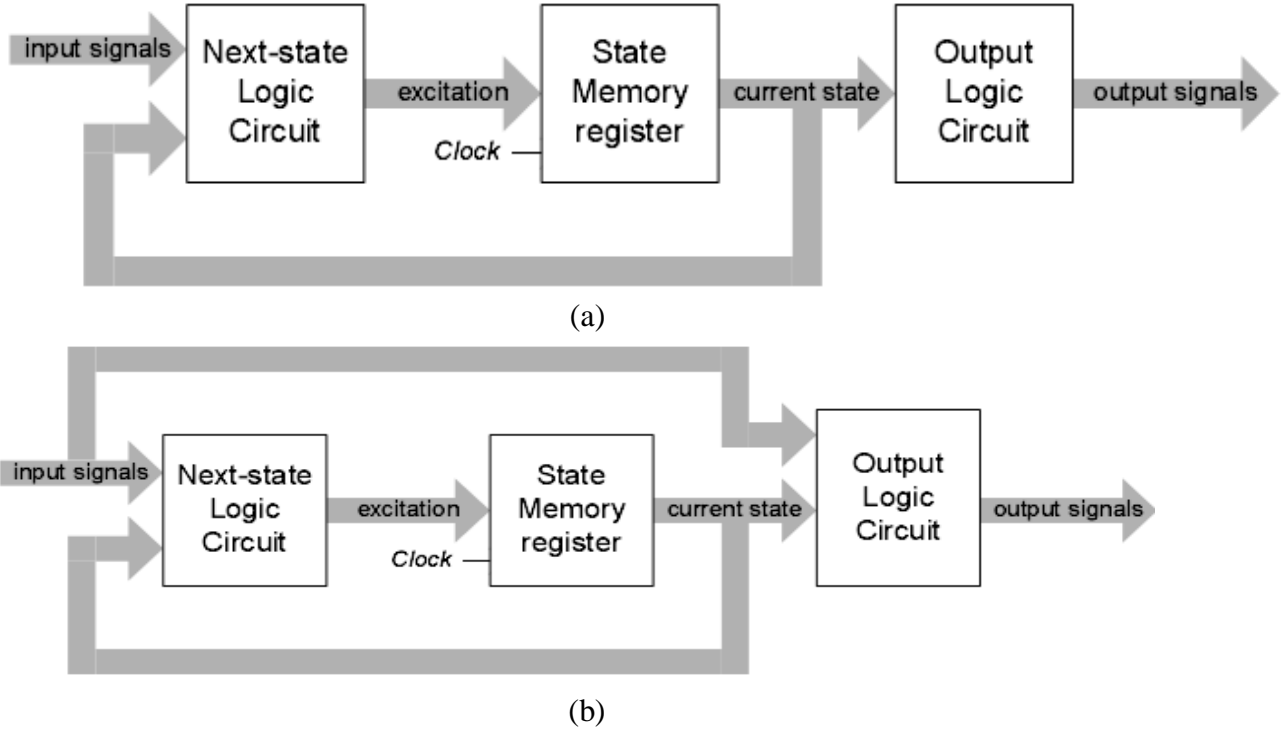 input signals
Next-state
Logic
Circuit
excitation
State
Memory
register
Clock
current state
Output
Logic
Circuit
output signals
(a)
input signals
Next-state
Logic
Circuit
excitation
State
Memory
register
Clock
current state
Output
Logic
Circuit
output signals
(b)